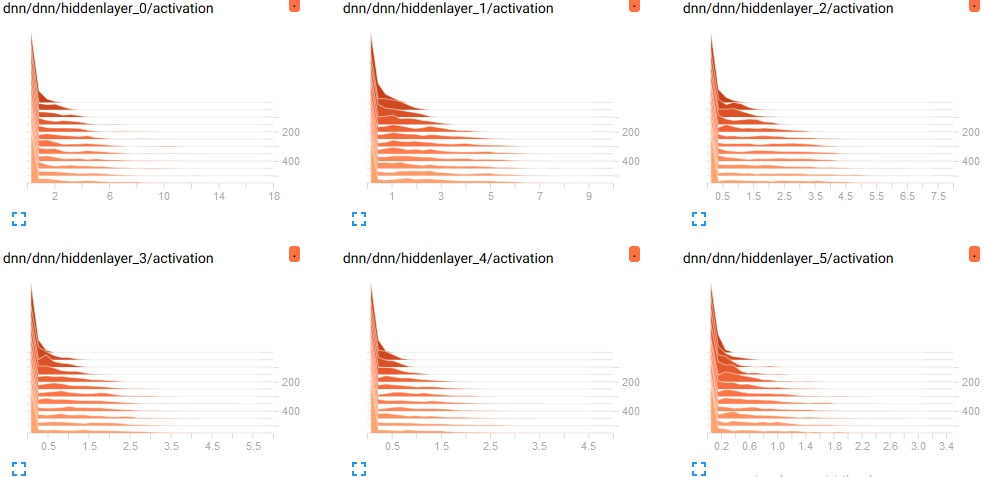 dnn/dnn/hiddenlayer_0/activation
dnn/dnn/hiddenlayer_1/activation
dnn/dnn/hiddenlayer_2/activation
200 200 200
400 400 400
2 6 10 14 18
1 3 5 7 9
0.5 1.5 2.5 3.5 4.5 5.5 6.5 7.5
dnn/dnn/hiddenlayer_3/activation
dnn/dnn/hiddenlayer_4/activation
dnn/dnn/hiddenlayer_5/activation
200 200 200
400 400 400
0.5 1.5 2.5 3.5 4.5 5.5
0.5 1.5 2.5 3.5 4.5
0.2 0.6 1.0 1.4 1.8 2.2 2.6 3.0 3.4